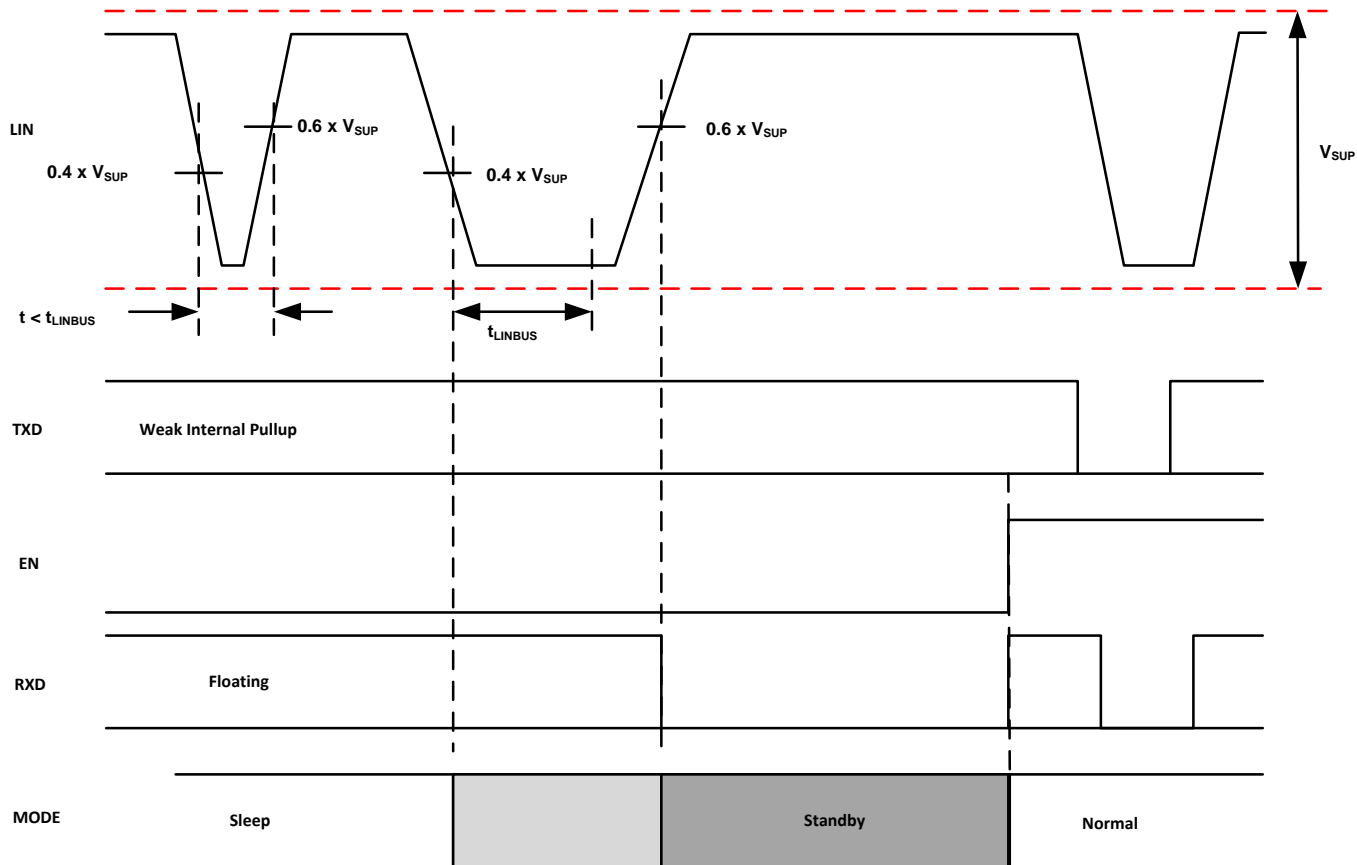 LIN
0.6 x VSUP
0.4 x VSUP
0.6 x VSUP
0.4 x VSUP
VSUP
t < tLINBUS
tLINBUS
TXD
Weak Internal Pullup
EN
RXD
Floating
MODE
Sleep
Standby
Normal